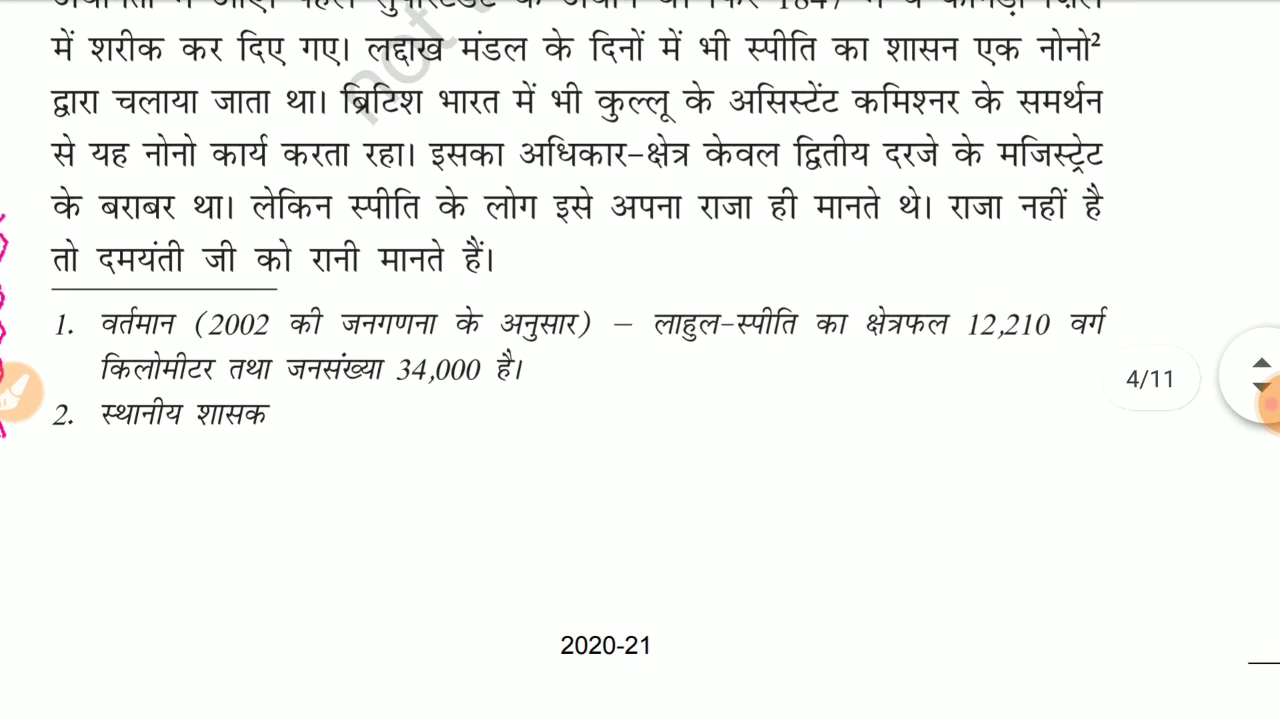 में शरीक कर दिए गए। लद्दाख मंडल के दिनों में भी स्पीति का शासन एक नोनो²
द्वारा चलाया जाता था। ब्रिटिश भारत में भी कुल्लू के असिस्टेंट कमिश्नर के समर्थन
से यह नोनो कार्य करता रहा। इसका अधिकार-क्षेत्र केवल द्वितीय दरजे के मजिस्ट्रेट
के बराबर था। लेकिन स्पीति के लोग इसे अपना राजा ही मानते थे। राजा नहीं है
तो दमयंती जी को रानी मानते हैं।
1. वर्तमान (2002 की जनगणना के अनुसार) – लाहुल-स्पीति का क्षेत्रफल 12,210 वर्ग
किलोमीटर तथा जनसंख्या 34,000 है।
2. स्थानीय शासक
4/11
2020-21
not